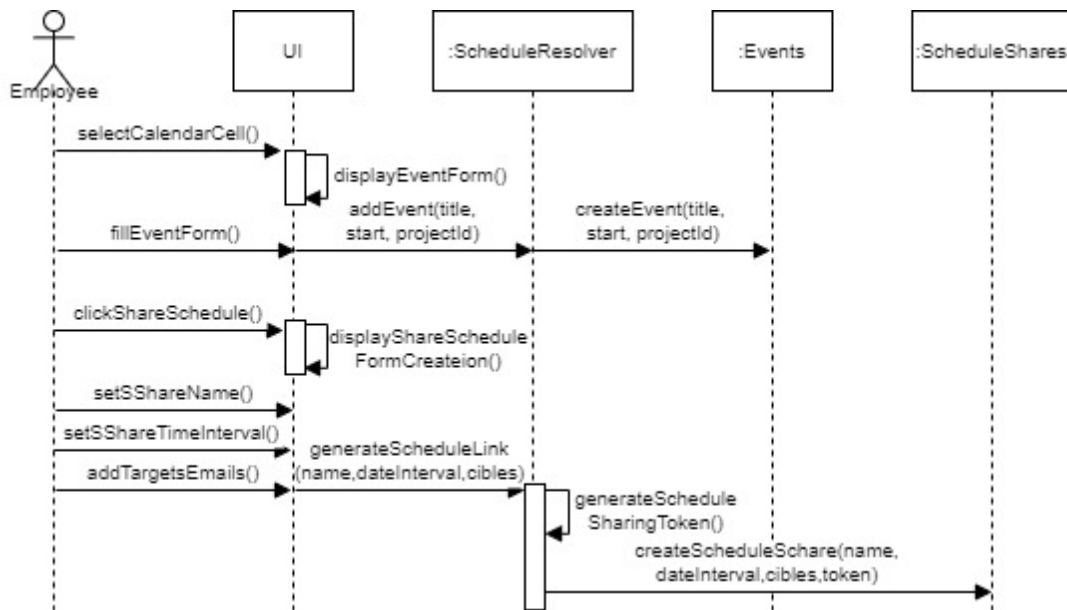 Employee
UI
:ScheduleResolver
:Events
:ScheduleShares
selectCalendarCell()
displayEventForm()
fillEventForm()
addEvent(title,
start, projectId)
createEvent(title,
start, projectId)
clickShareSchedule()
displayShareSchedule
FormCreateion()
setSShareName()
setSShareTimeInterval()
addTargetsEmails()
generateScheduleLink
(name,dateInterval,cibles)
generateSchedule
SharingToken()
createScheduleSchare(name,
dateInterval,cibles,token)